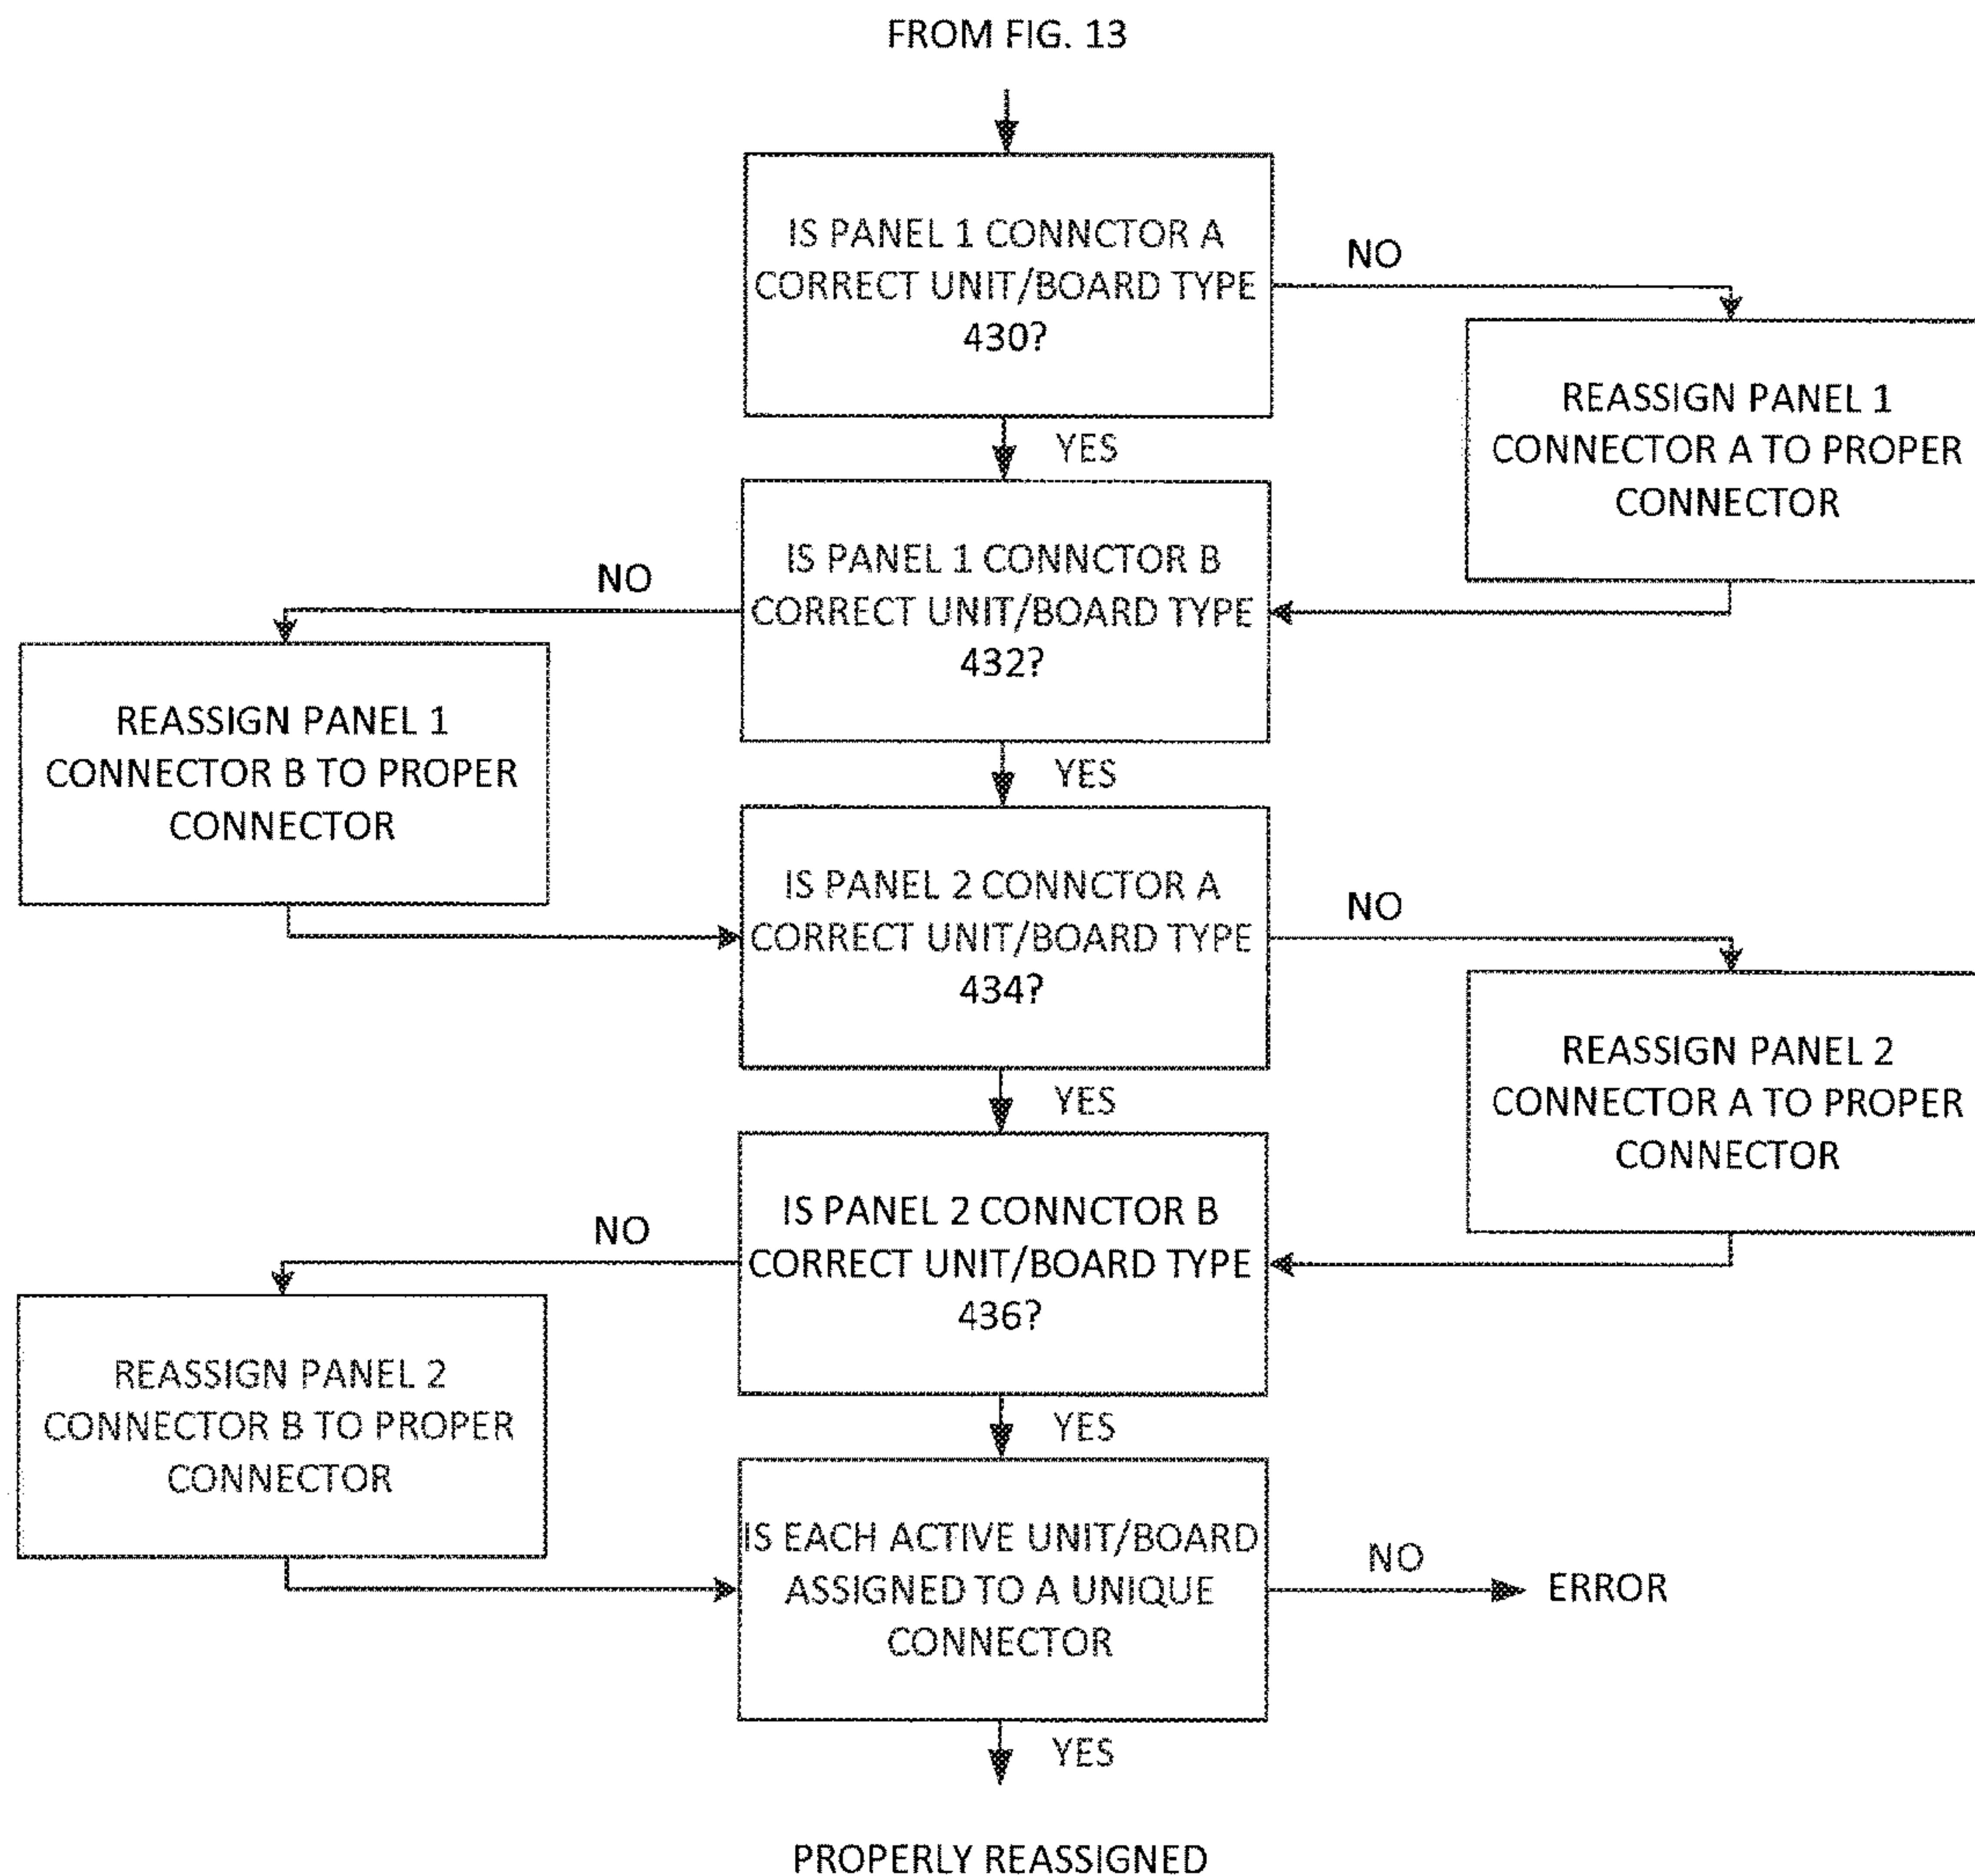 FROM FIG. 13
IS PANEL 1 CONNCTOR A
CORRECT UNIT/BOARD TYPE
430?
NO
REASSIGN PANEL 1
CONNECTOR A TO PROPER
CONNECTOR
YES
IS PANEL 1 CONNCTOR B
CORRECT UNIT/BOARD TYPE
432?
NO
REASSIGN PANEL 1
CONNECTOR B TO PROPER
CONNECTOR
YES
IS PANEL 2 CONNCTOR A
CORRECT UNIT/BOARD TYPE
434?
NO
REASSIGN PANEL 2
CONNECTOR A TO PROPER
CONNECTOR
YES
IS PANEL 2 CONNCTOR B
CORRECT UNIT/BOARD TYPE
436?
NO
REASSIGN PANEL 2
CONNECTOR B TO PROPER
CONNECTOR
YES
IS EACH ACTIVE UNIT/BOARD
ASSIGNED TO A UNIQUE
CONNECTOR
NO
ERROR
YES
PROPERLY REASSIGNED